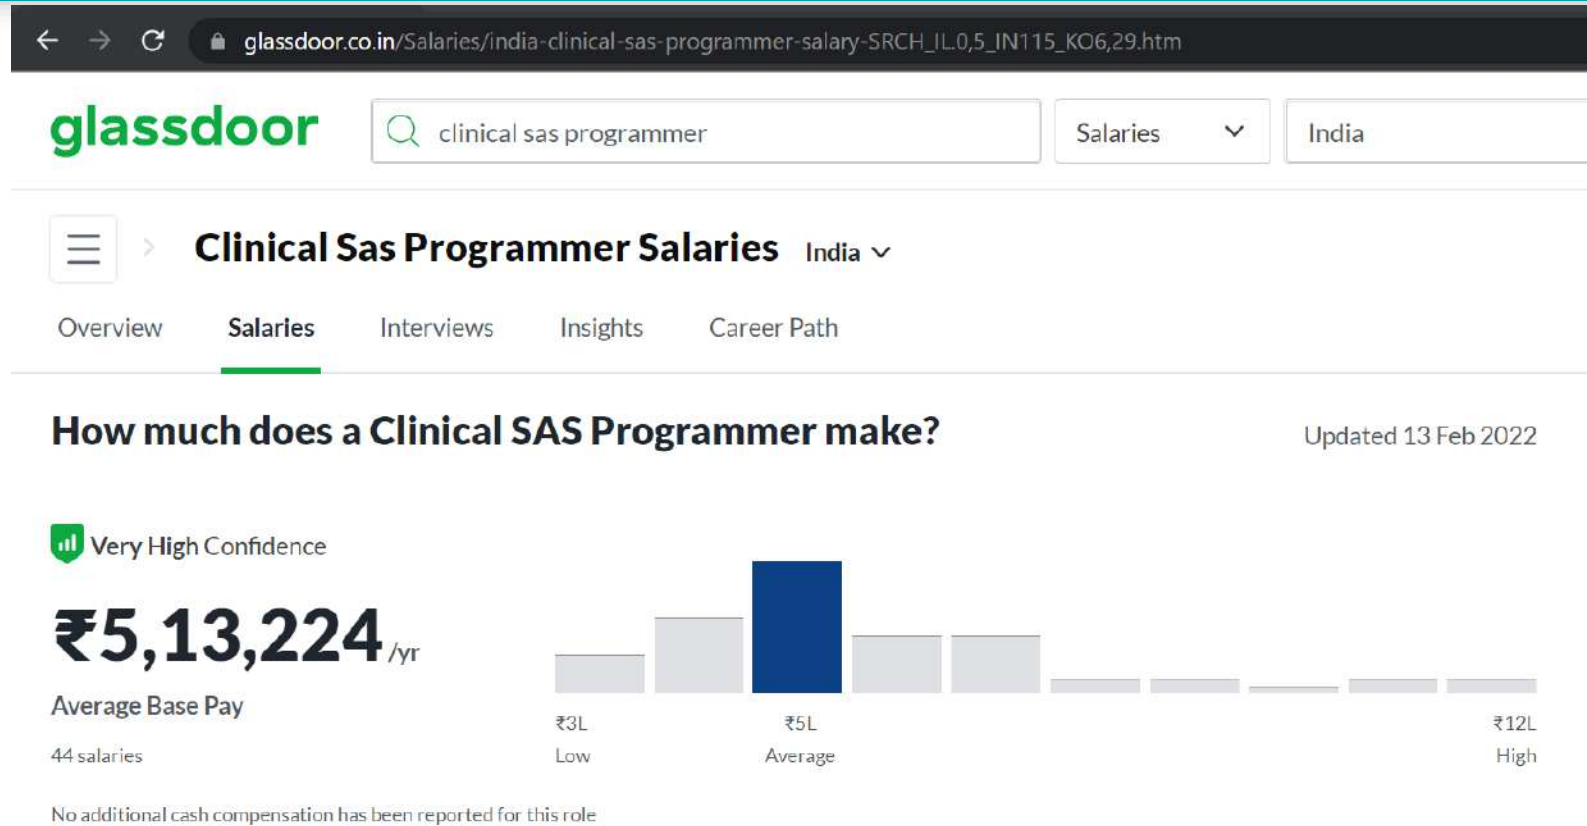 glassdoor.co.in/Salaries/india-clinical-sas-programmer-salary-SRCH_IL.0,5_IN115_KO6,29.htm
glassdoor clinical sas programmer Salaries India
Clinical Sas Programmer Salaries India
Overview Salaries Interviews Insights Career Path
How much does a Clinical SAS Programmer make? Updated 13 Feb 2022
Very High Confidence
₹5,13,224 /yr
Average Base Pay
₹3L ₹5L ₹12L
44 salaries Low Average High
No additional cash compensation has been reported for this role